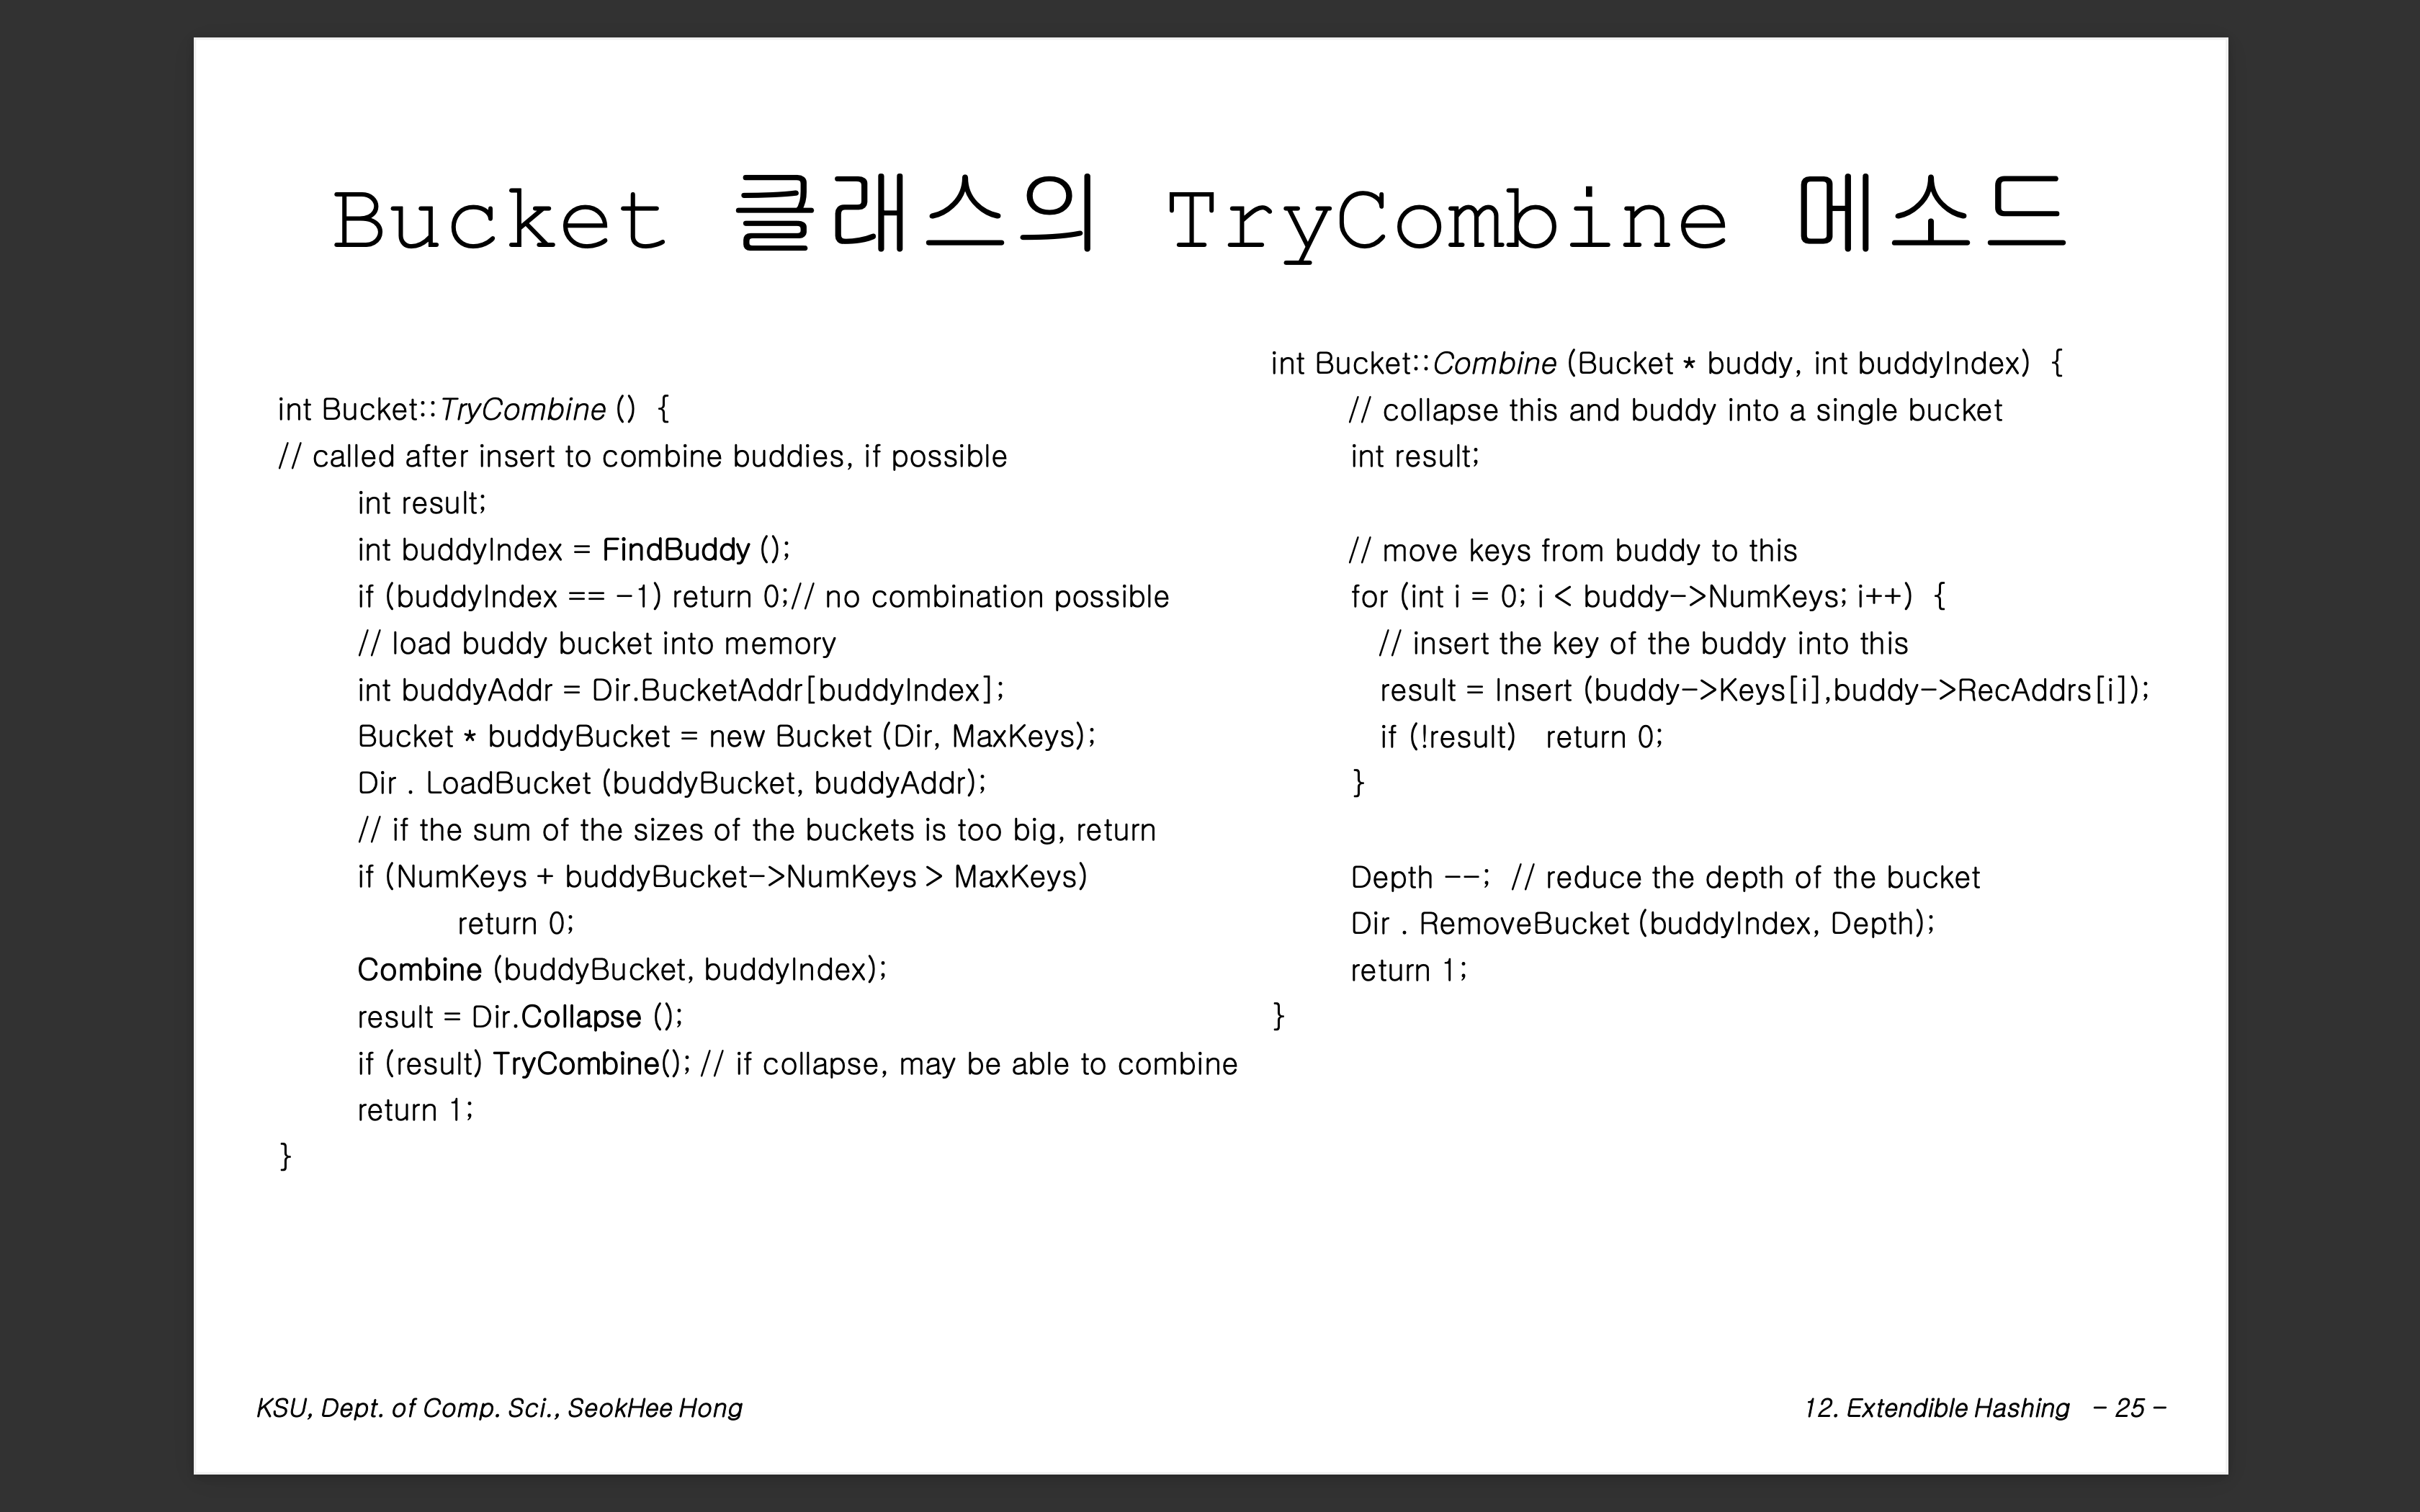 Bucket 클래스의 TryCombine 메소드
int Bucket::TryCombine () {
// called after insert to combine buddies, if possible
int result;
int buddyIndex = FindBuddy ();
if (buddyIndex == -1) return 0;// no combination possible
// load buddy bucket into memory
int buddyAddr = Dir.BucketAddr[buddyIndex];
Bucket * buddyBucket = new Bucket (Dir, MaxKeys);
Dir . LoadBucket (buddyBucket, buddyAddr);
// if the sum of the sizes of the buckets is too big, return
if (NumKeys + buddyBucket->NumKeys > MaxKeys)
return 0;
Combine (buddyBucket, buddyIndex);
result = Dir.Collapse ();
if (result) TryCombine(); // if collapse, may be able to combine
return 1;
}
int Bucket::Combine (Bucket * buddy, int buddyIndex) {
// collapse this and buddy into a single bucket
int result;
// move keys from buddy to this
for (int i = 0; i < buddy->NumKeys; i++) {
// insert the key of the buddy into this
result = Insert (buddy->Keys[i],buddy->RecAddrs[i]);
if (!result) return 0;
}
Depth --; // reduce the depth of the bucket
Dir . RemoveBucket (buddyIndex, Depth);
return 1;
}
KSU, Dept. of Comp. Sci., SeokHee Hong
12. Extendible Hashing - 25 -